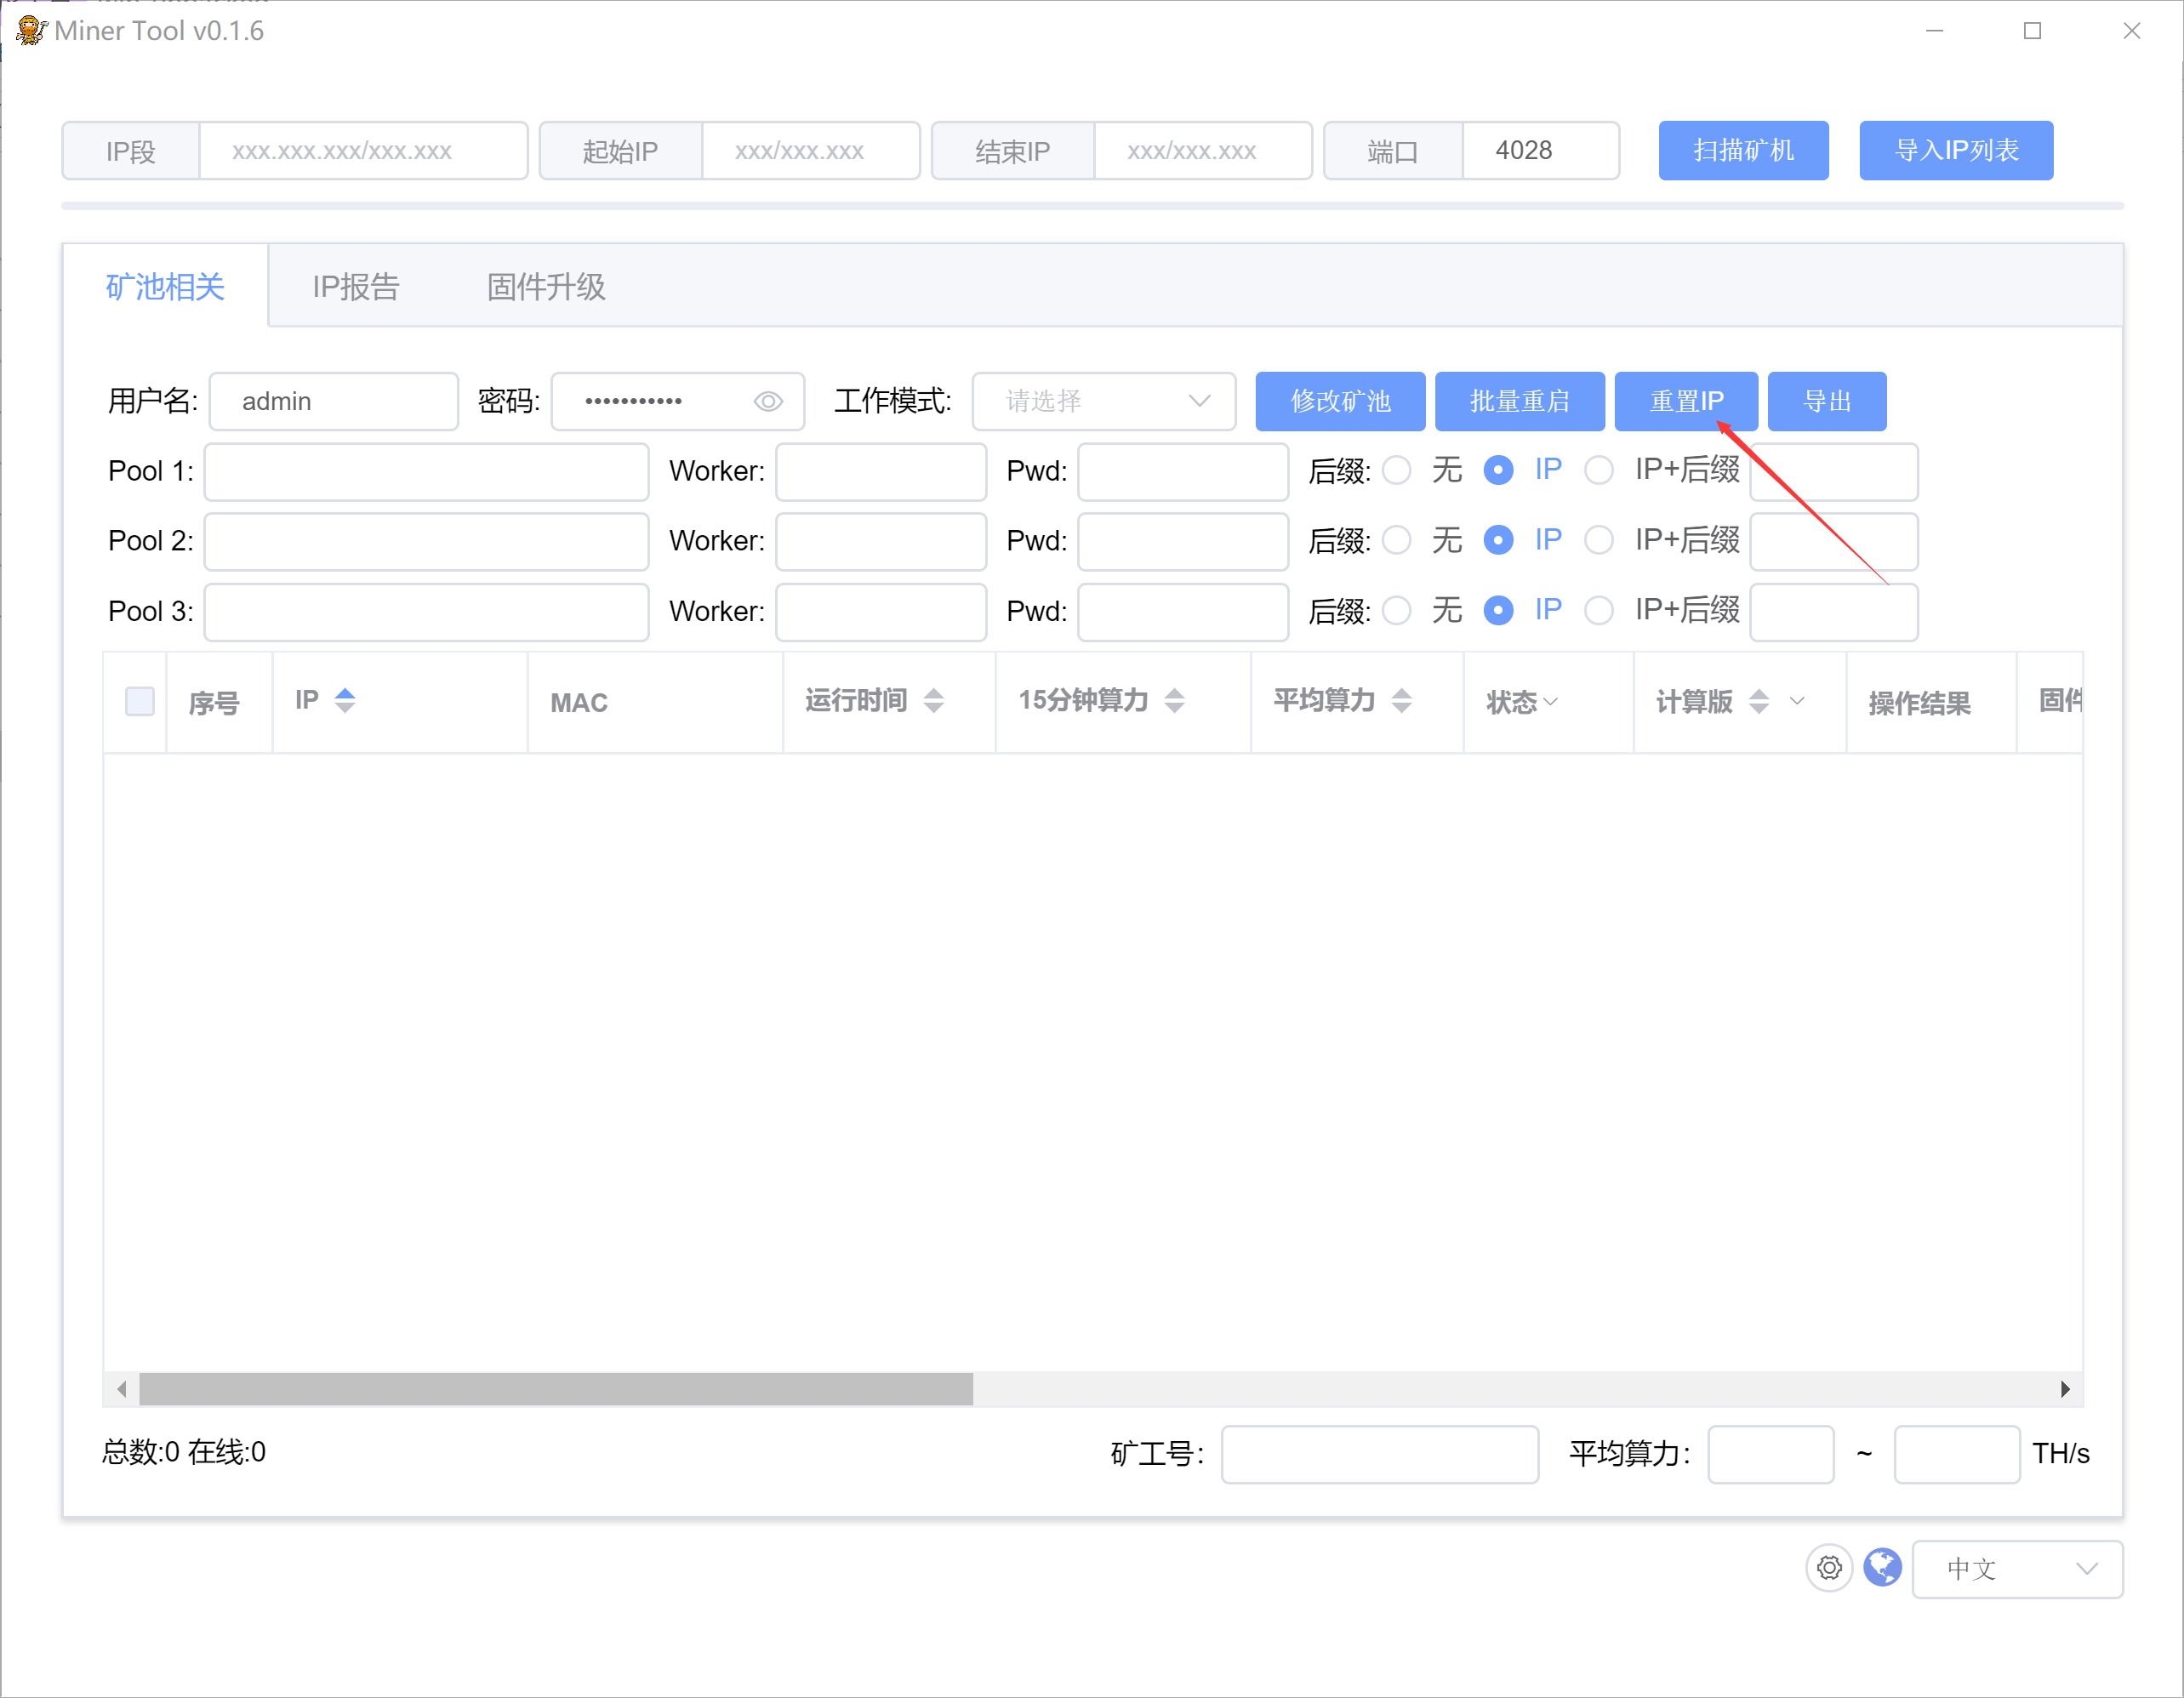 Miner Tool v0.1.6
IP段 xxx.xxx.xxx/xxx.xxx 起始IP xxx/xxx.xxx 结束IP xxx/xxx.xxx 端口 4028 扫描矿机 导入IP列表
矿池相关 IP报告 固件升级
用户名: admin 密码: ••••••••••• 工作模式: 请选择 修改矿池 批量重启 重置IP 导出
Pool 1: Worker: Pwd: 后缀: 无 IP IP+后缀
Pool 2: Worker: Pwd: 后缀: 无 IP IP+后缀
Pool 3: Worker: Pwd: 后缀: 无 IP IP+后缀
序号 IP MAC 运行时间 15分钟算力 平均算力 状态 计算版 操作结果 固件
总数:0 在线:0 矿工号: 平均算力: ~ TH/s
中文